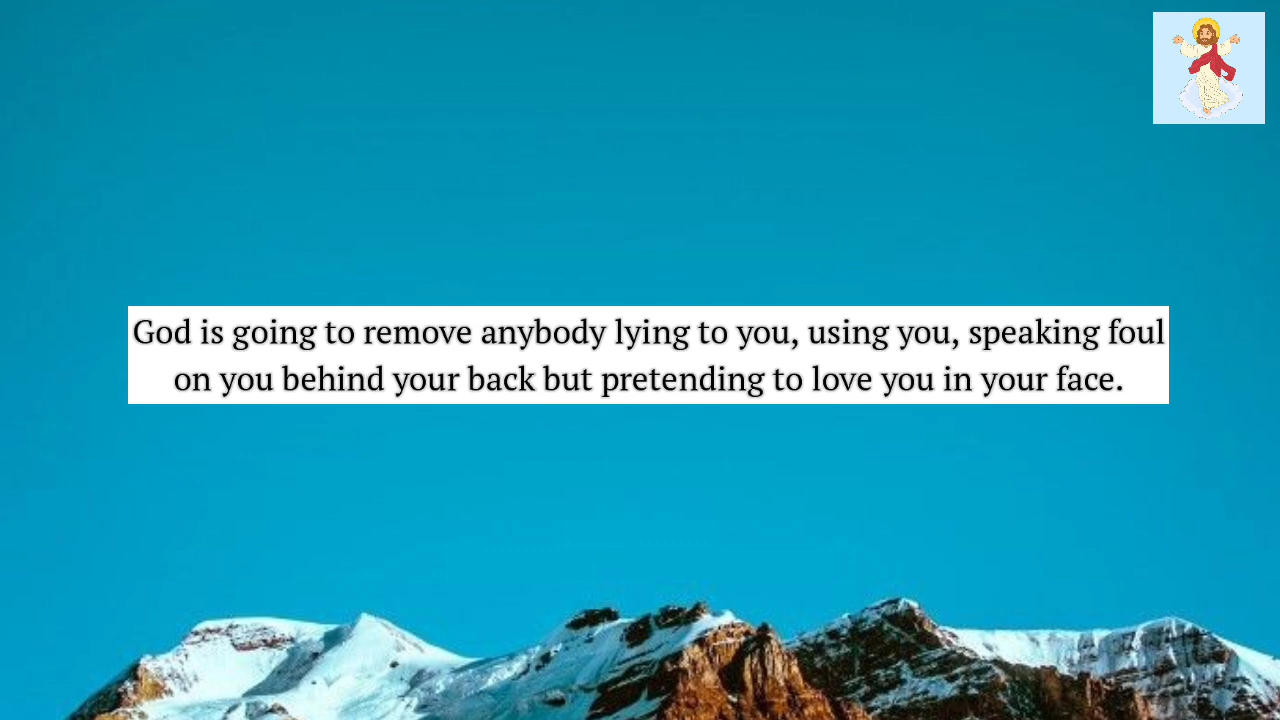 God is going to remove anybody lying to you, using you, speaking foul
on you behind your back but pretending to love you in your face.